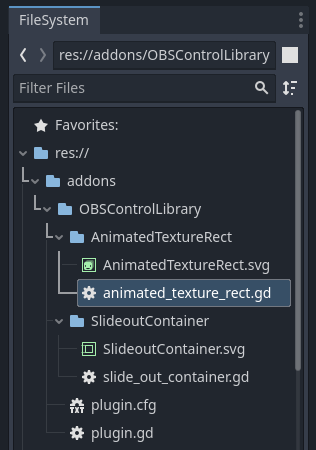 FileSystem
res://addons/OBSControlLibrary
Filter Files
Favorites:
res://
addons
OBSControlLibrary
AnimatedTextureRect
AnimatedTextureRect.svg
animated_texture_rect.gd
SlideoutContainer
SlideoutContainer.svg
slide_out_container.gd
TXT plugin.cfg
plugin.gd